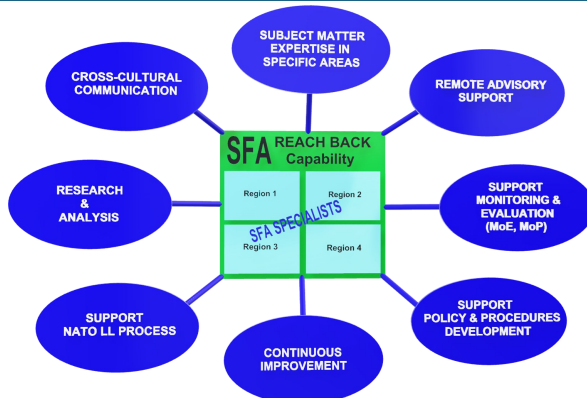 SUBJECT MATTER
EXPERTISE IN
SPECIFIC AREAS
CROSS-CULTURAL
COMMUNICATION
REMOTE ADVISORY
SUPPORT
SFA REACH BACK
Capability
RESEARCH
&
ANALYSIS
Region 1
Region 2
SFA SPECIALISTS
Region 3
Region 4
SUPPORT
MONITORING &
EVALUATION
(MoE, MoP)
SUPPORT
NATO LL PROCESS
CONTINUOUS
IMPROVEMENT
SUPPORT
POLICY & PROCEDURES
DEVELOPMENT